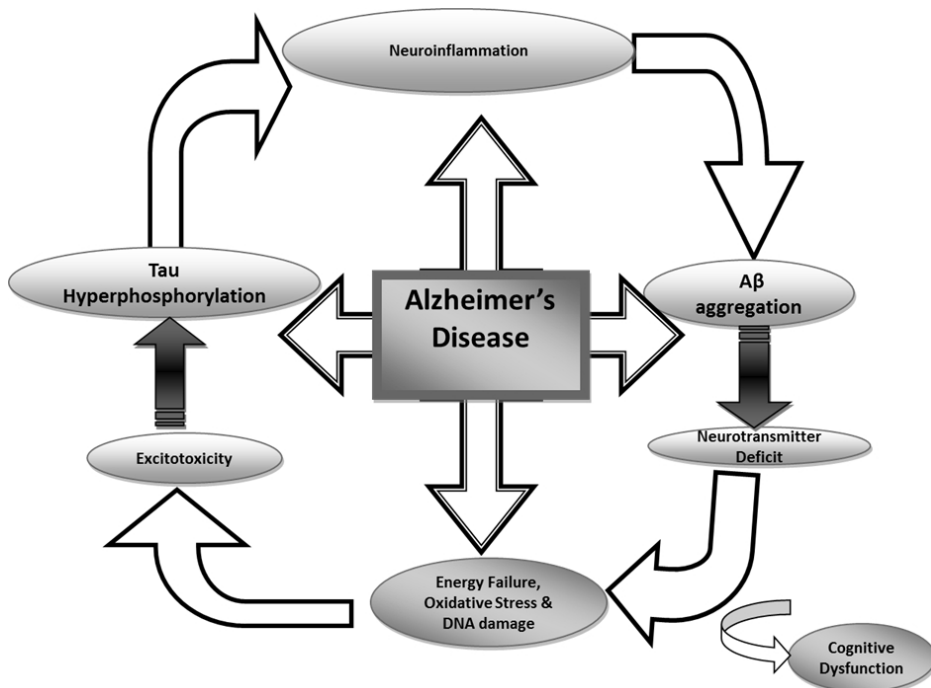 Neuroinflammation
Tau
Hyperphosphorylation
Alzheimer's
Disease
Aβ
aggregation
Excitotoxicity
Neurotransmitter
Deficit
Energy Failure,
Oxidative Stress &
DNA damage
Cognitive
Dysfunction